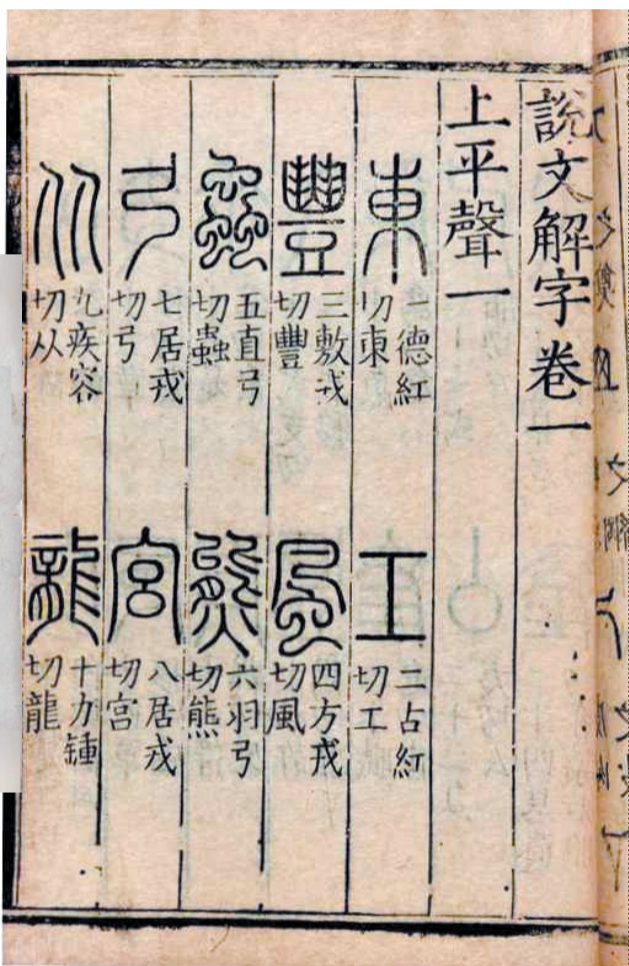 說文解字卷一
上平聲一
東 一德紅切東 工 二占紅切工
豐 三敷戎切豐 風 四方戎切風
蟲 五直弓切蟲 熊 六羽弓切熊
弓 七居戎切弓 宮 八居戎切宮
从 九疾容切从 龍 十力鍾切龍